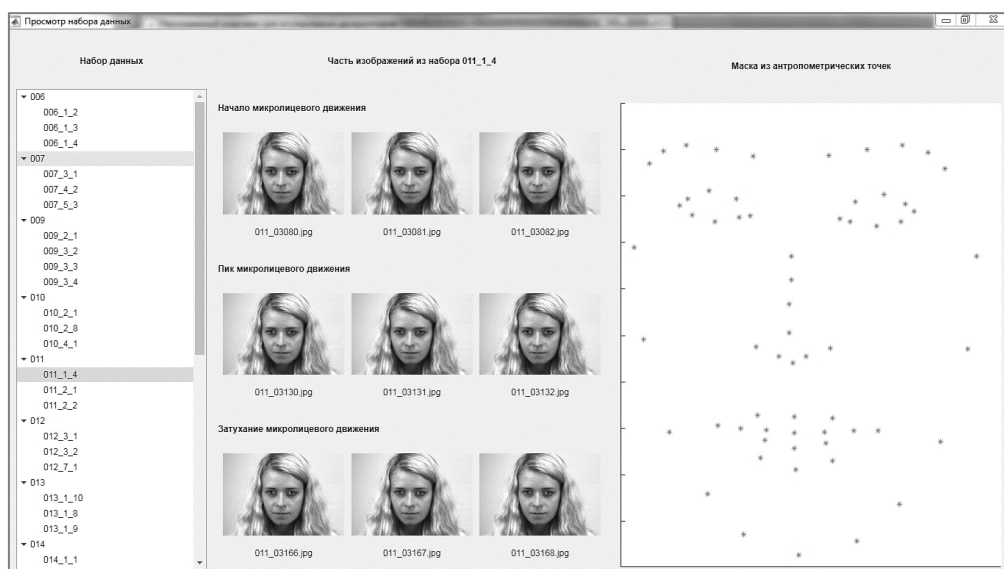 Просмотр набора данных
Набор данных
Часть изображений из набора 011_1_4
Маска из антропометрических точек
006
006_1_2
006_1_3
006_1_4
007
007_3_1
007_4_2
007_5_3
009
009_2_1
009_3_2
009_3_3
009_3_4
010
010_2_1
010_2_8
010_4_1
011
011_1_4
011_2_1
011_2_2
012
012_3_1
012_3_2
012_7_1
013
013_1_10
013_1_8
013_1_9
014
014_1_1
Начало микролицевого движения
011_03080.jpg
011_03081.jpg
011_03082.jpg
Пик микролицевого движения
011_03130.jpg
011_03131.jpg
011_03132.jpg
Затухание микролицевого движения
011_03166.jpg
011_03167.jpg
011_03168.jpg